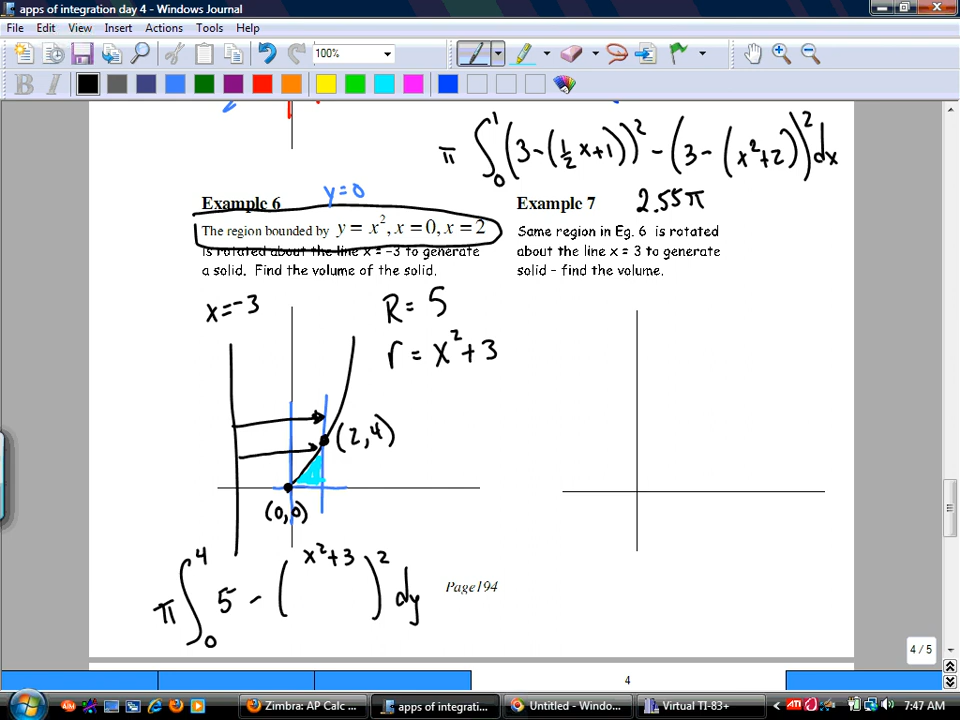 apps of integration day 4 - Windows Journal
File Edit View Insert Actions Tools Help
100%
B I
π ∫₀¹ (3-(½x+1))² - (3-(x²+2))² dx
Example 6
y=0
The region bounded by y = x², x = 0, x = 2
is rotated about the line x = -3 to generate
a solid. Find the volume of the solid.
Example 7
2.55π
Same region in Eg. 6 is rotated
about the line x = 3 to generate
solid - find the volume.
x=-3
R = 5
r = x²+3
(2,4)
(0,0)
π ∫₀⁴ 5 - ( x²+3 )² dy
Page194
4 / 5
4
Zimbra: AP Calc ...
apps of integrati...
Untitled - Windo...
Virtual TI-83+
7:47 AM